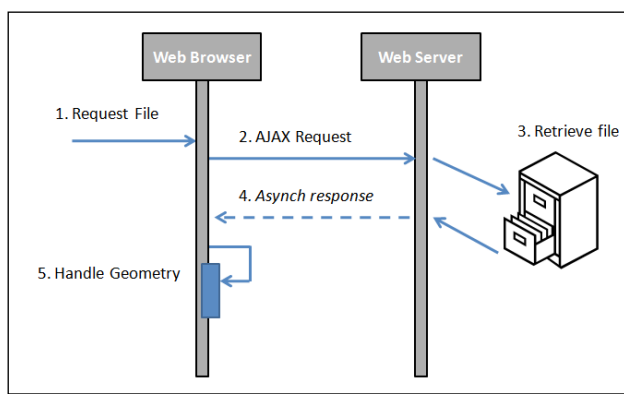 Web Browser
Web Server
1. Request File
2. AJAX Request
3. Retrieve file
4. Asynch response
5. Handle Geometry